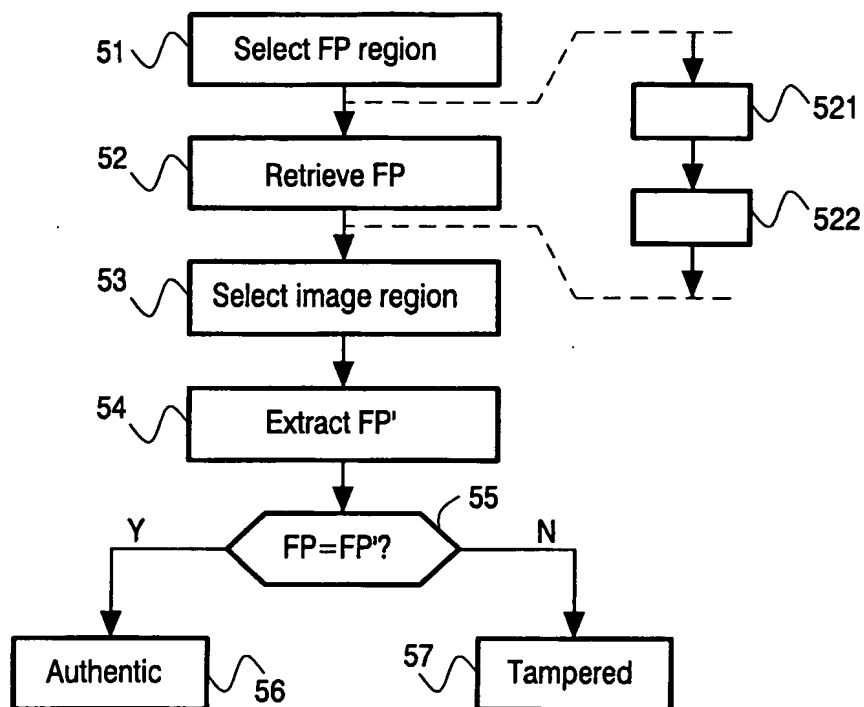 51
Select FP region
521
52
Retrieve FP
522
53
Select image region
54
Extract FP'
55
Y
FP=FP'?
N
Authentic
56
57
Tampered